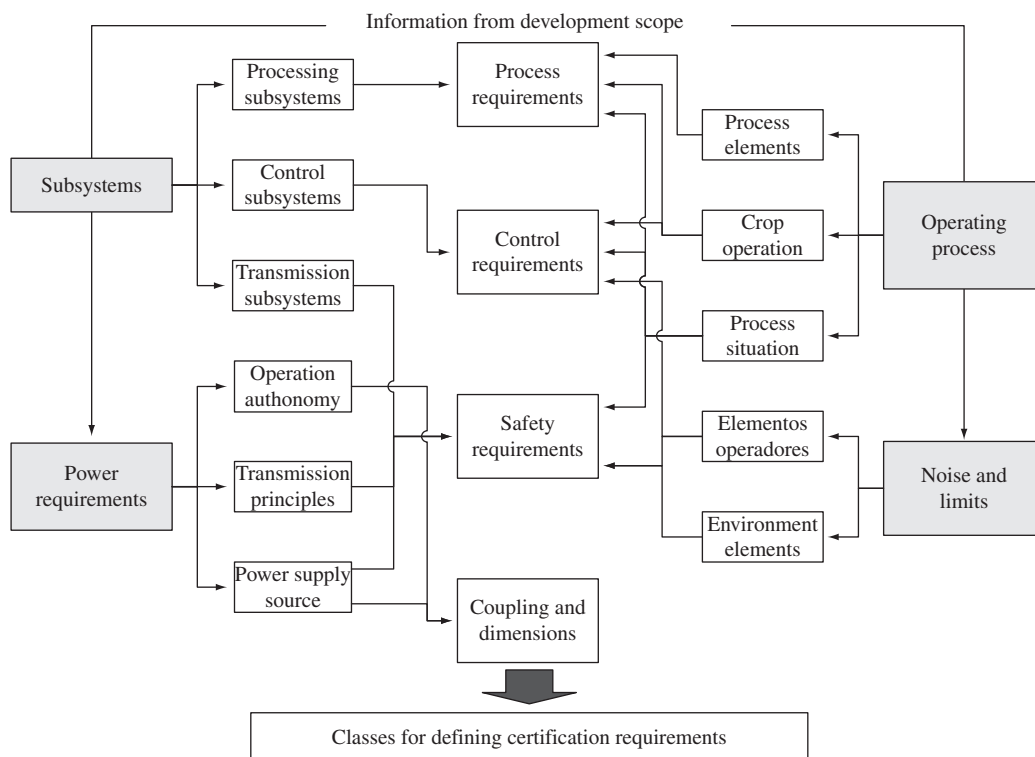 Information from development scope
Processing
subsystems
Process
requirements
Process
elements
Subsystems
Control
subsystems
Control
requirements
Crop
operation
Operating
process
Transmission
subsystems
Process
situation
Operation
authonomy
Safety
requirements
Elementos
operadores
Power
requirements
Transmission
principles
Noise and
limits
Environment
elements
Power supply
source
Coupling and
dimensions
Classes for defining certification requirements